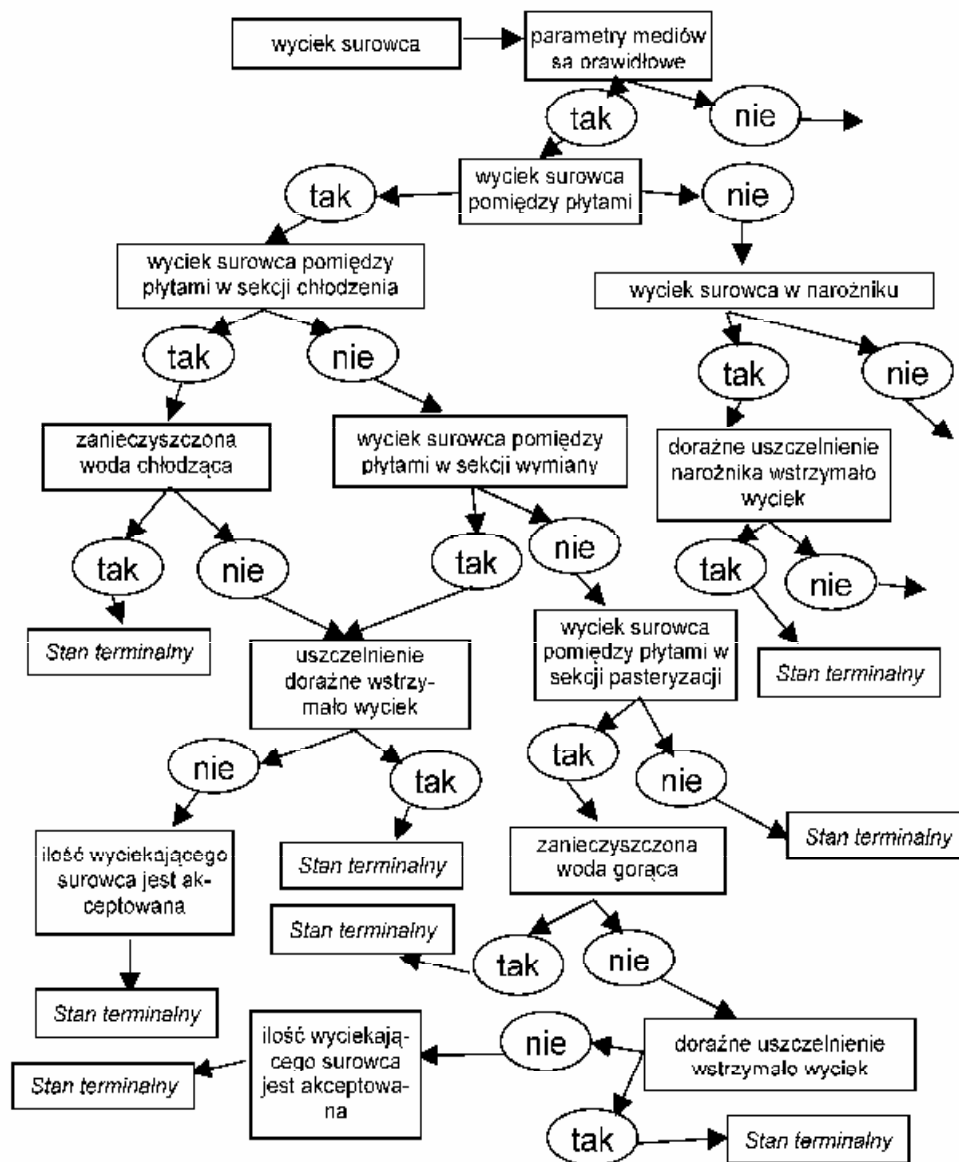 wyciek surowca
parametry mediów
sa orawidłowe
tak
nie
wyciek surowca
pomiędzy płytami
tak
nie
wyciek surowca pomiędzy
płytami w sekcji chłodzenia
wyciek surowca w narożniku
tak
nie
tak
nie
zanieczyszczona
woda chłodząca
wyciek surowca pomiędzy
płytami w sekcji wymiany
doraźne uszczelnienie
narożnika wstrzymało
wyciek
tak
nie
tak
nie
tak
nie
Stan terminalny
uszczelnienie
doraźne wstrzy-
mało wyciek
wyciek surowca
pomiędzy płytami w
sekcji pasteryzacji
Stan terminalny
nie
tak
tak
nie
ilość wyciekającego
surowca jest ak-
ceptowana
Stan terminalny
zanieczyszczona
woda gorąca
Stan terminalny
Stan terminalny
tak
nie
Stan terminalny
ilość wyciekają-
cego surowca
jest akceptowa-
na
nie
doraźne uszczelnienie
wstrzymało wyciek
Stan terminalny
tak
Stan terminalny